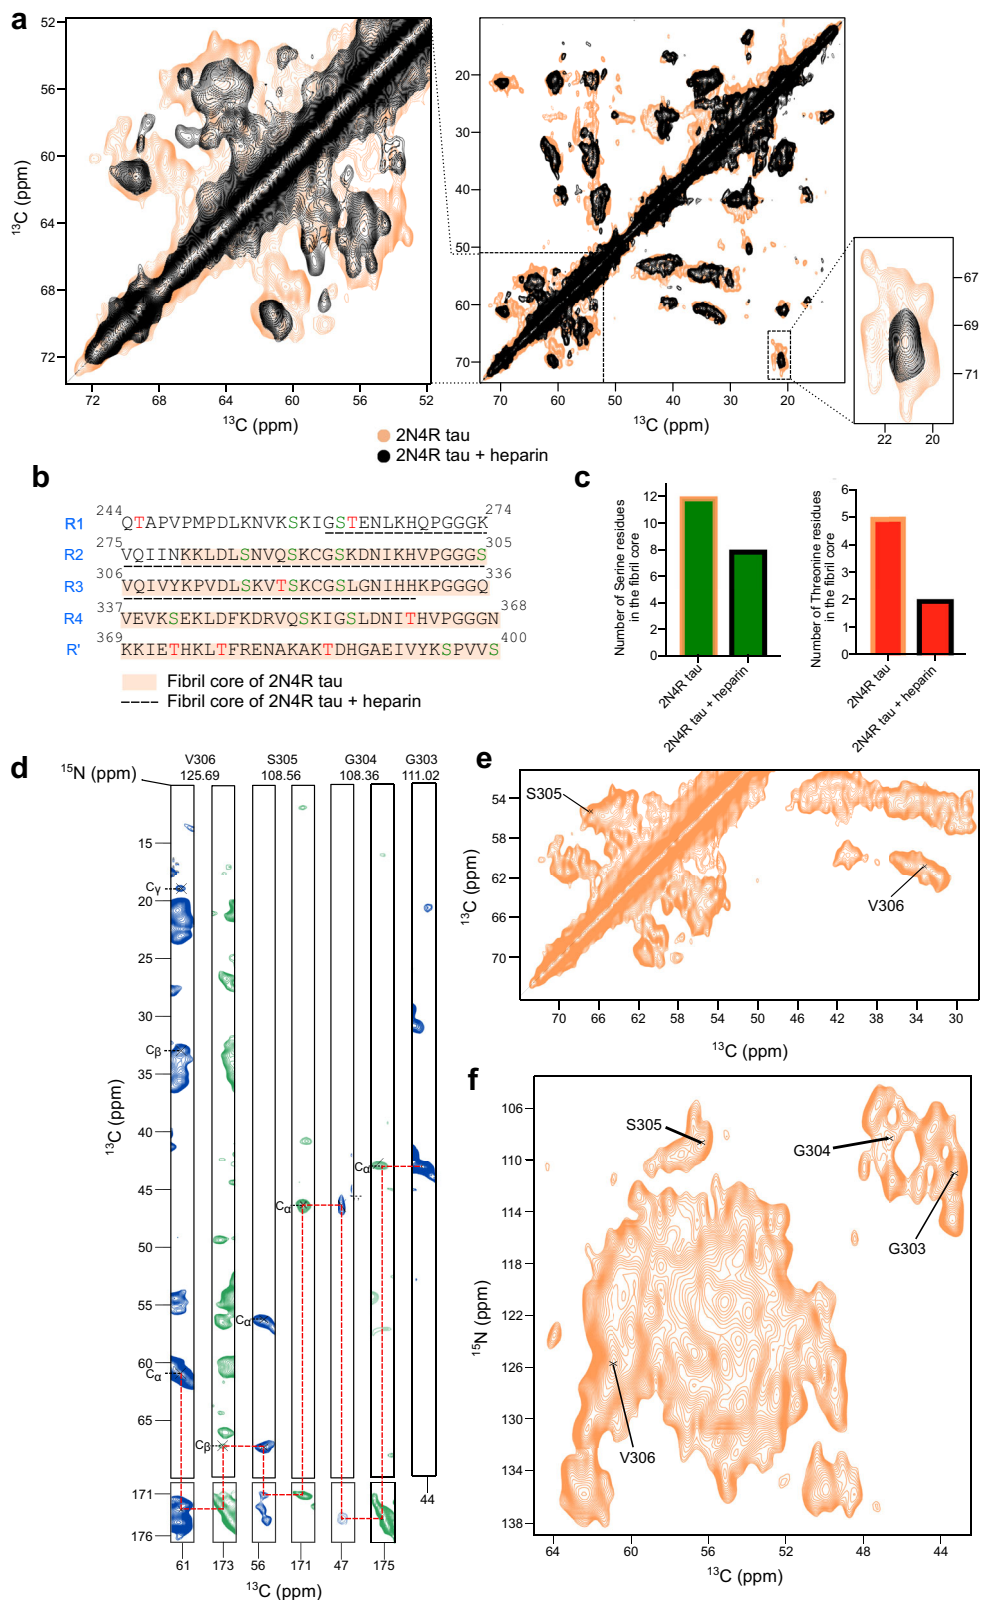 a
52
56
60
64
68
72
13C (ppm)
72 68 64 60 56 52
13C (ppm)
20
30
40
50
60
70
70 60 50 40 30 20
13C (ppm)
67
69
71
22 20
2N4R tau
2N4R tau + heparin
b
244 274
R1 QTAPVPMPDLKNVKSKIGSTENLKHQPGGGK
275 305
R2 VQIINKKLDLSNVQSKCGSKDNIKHVPGGGS
306 336
R3 VQIVYKPVDLSKVTSKCGSLGNIHHKPGGGQ
337 368
R4 VEVKSEKLDFKDRVQSKIGSLDNITHVPGGGN
369 400
R' KKIETHKLTFRENAKAKTDHGAEIVYKSPVVS
Fibril core of 2N4R tau
Fibril core of 2N4R tau + heparin
c
Number of Serine residues
in the fibril core
12
10
8
6
4
2
0
2N4R tau
2N4R tau + heparin
Number of Threonine residues
in the fibril core
6
5
4
3
2
1
0
2N4R tau
2N4R tau + heparin
d
V306 S305 G304 G303
15N (ppm) 125.69 108.56 108.36 111.02
15
20
30
35
40
45
50
55
60
65
171
176
13C (ppm)
Cγ
Cβ
Cα
Cβ
Cα
Cα
Cα
44
61 173 56 171 47 175
13C (ppm)
e
54
58
62
66
70
13C (ppm)
S305
V306
70 66 62 58 54 50 46 42 38 34 30
13C (ppm)
f
106
110
114
118
122
126
130
134
138
15N (ppm)
S305
G304
G303
V306
64 60 56 52 48 44
13C (ppm)